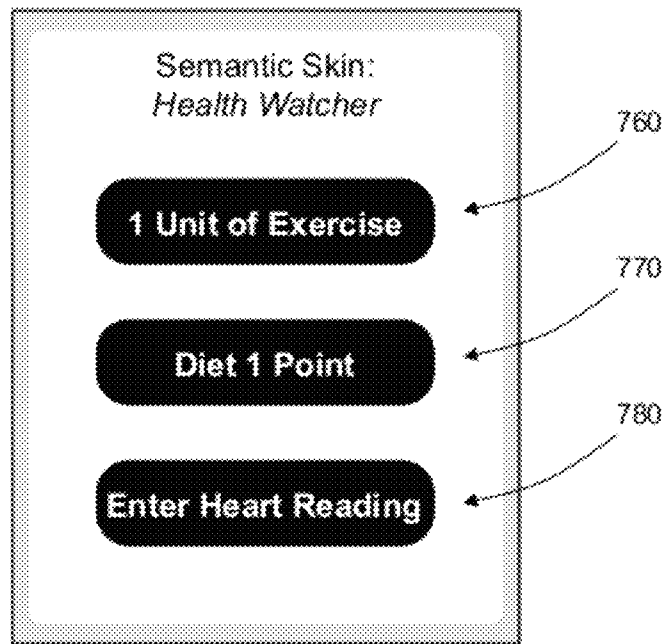 Semantic Skin:
Health Watcher
760
1 Unit of Exercise
770
Diet 1 Point
780
Enter Heart Reading